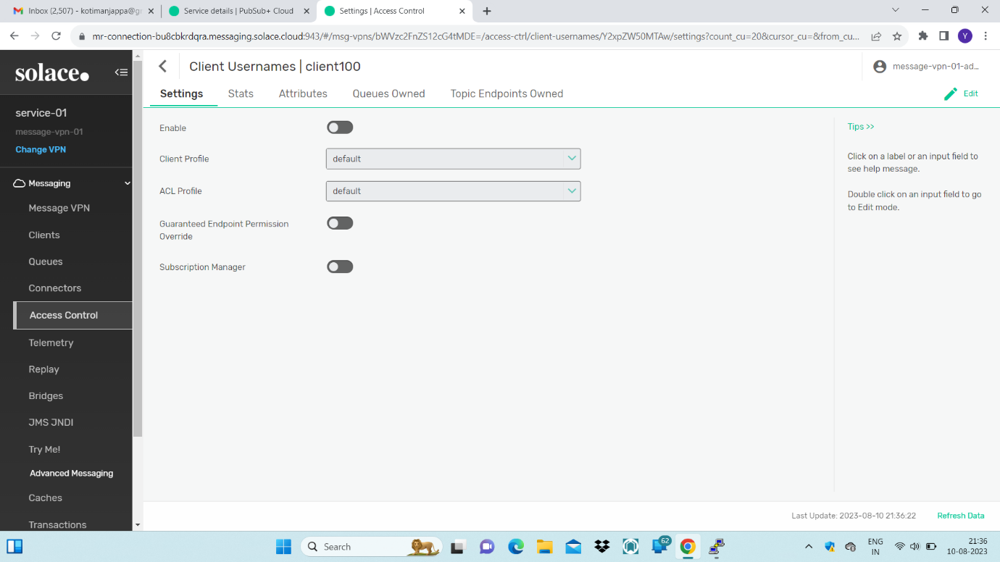 Inbox (2,507) - kotimanjappa@g
Service details | PubSub+ Cloud
Settings | Access Control
mr-connection-bu8cbkrdqra.messaging.solace.cloud:943/#/msg-vpns/bWVzc2FnZS12cG4tMDE=/access-ctrl/client-usernames/Y2xpZW50MTAw/settings?count_cu=20&cursor_cu=&from_cu...
Y
solace.
Client Usernames | client100
message-vpn-01-ad...
Settings
Stats
Attributes
Queues Owned
Topic Endpoints Owned
Edit
service-01
message-vpn-01
Change VPN
Messaging
Message VPN
Clients
Queues
Connectors
Access Control
Telemetry
Replay
Bridges
JMS JNDI
Try Me!
Advanced Messaging
Caches
Transactions
Enable
Client Profile
default
ACL Profile
default
Guaranteed Endpoint Permission
Override
Subscription Manager
Tips >>
Click on a label or an input field to
see help message.
Double click on an input field to go
to Edit mode.
Last Update: 2023-08-10 21:36:22
Refresh Data
Search
62
ENG
IN
21:36
10-08-2023